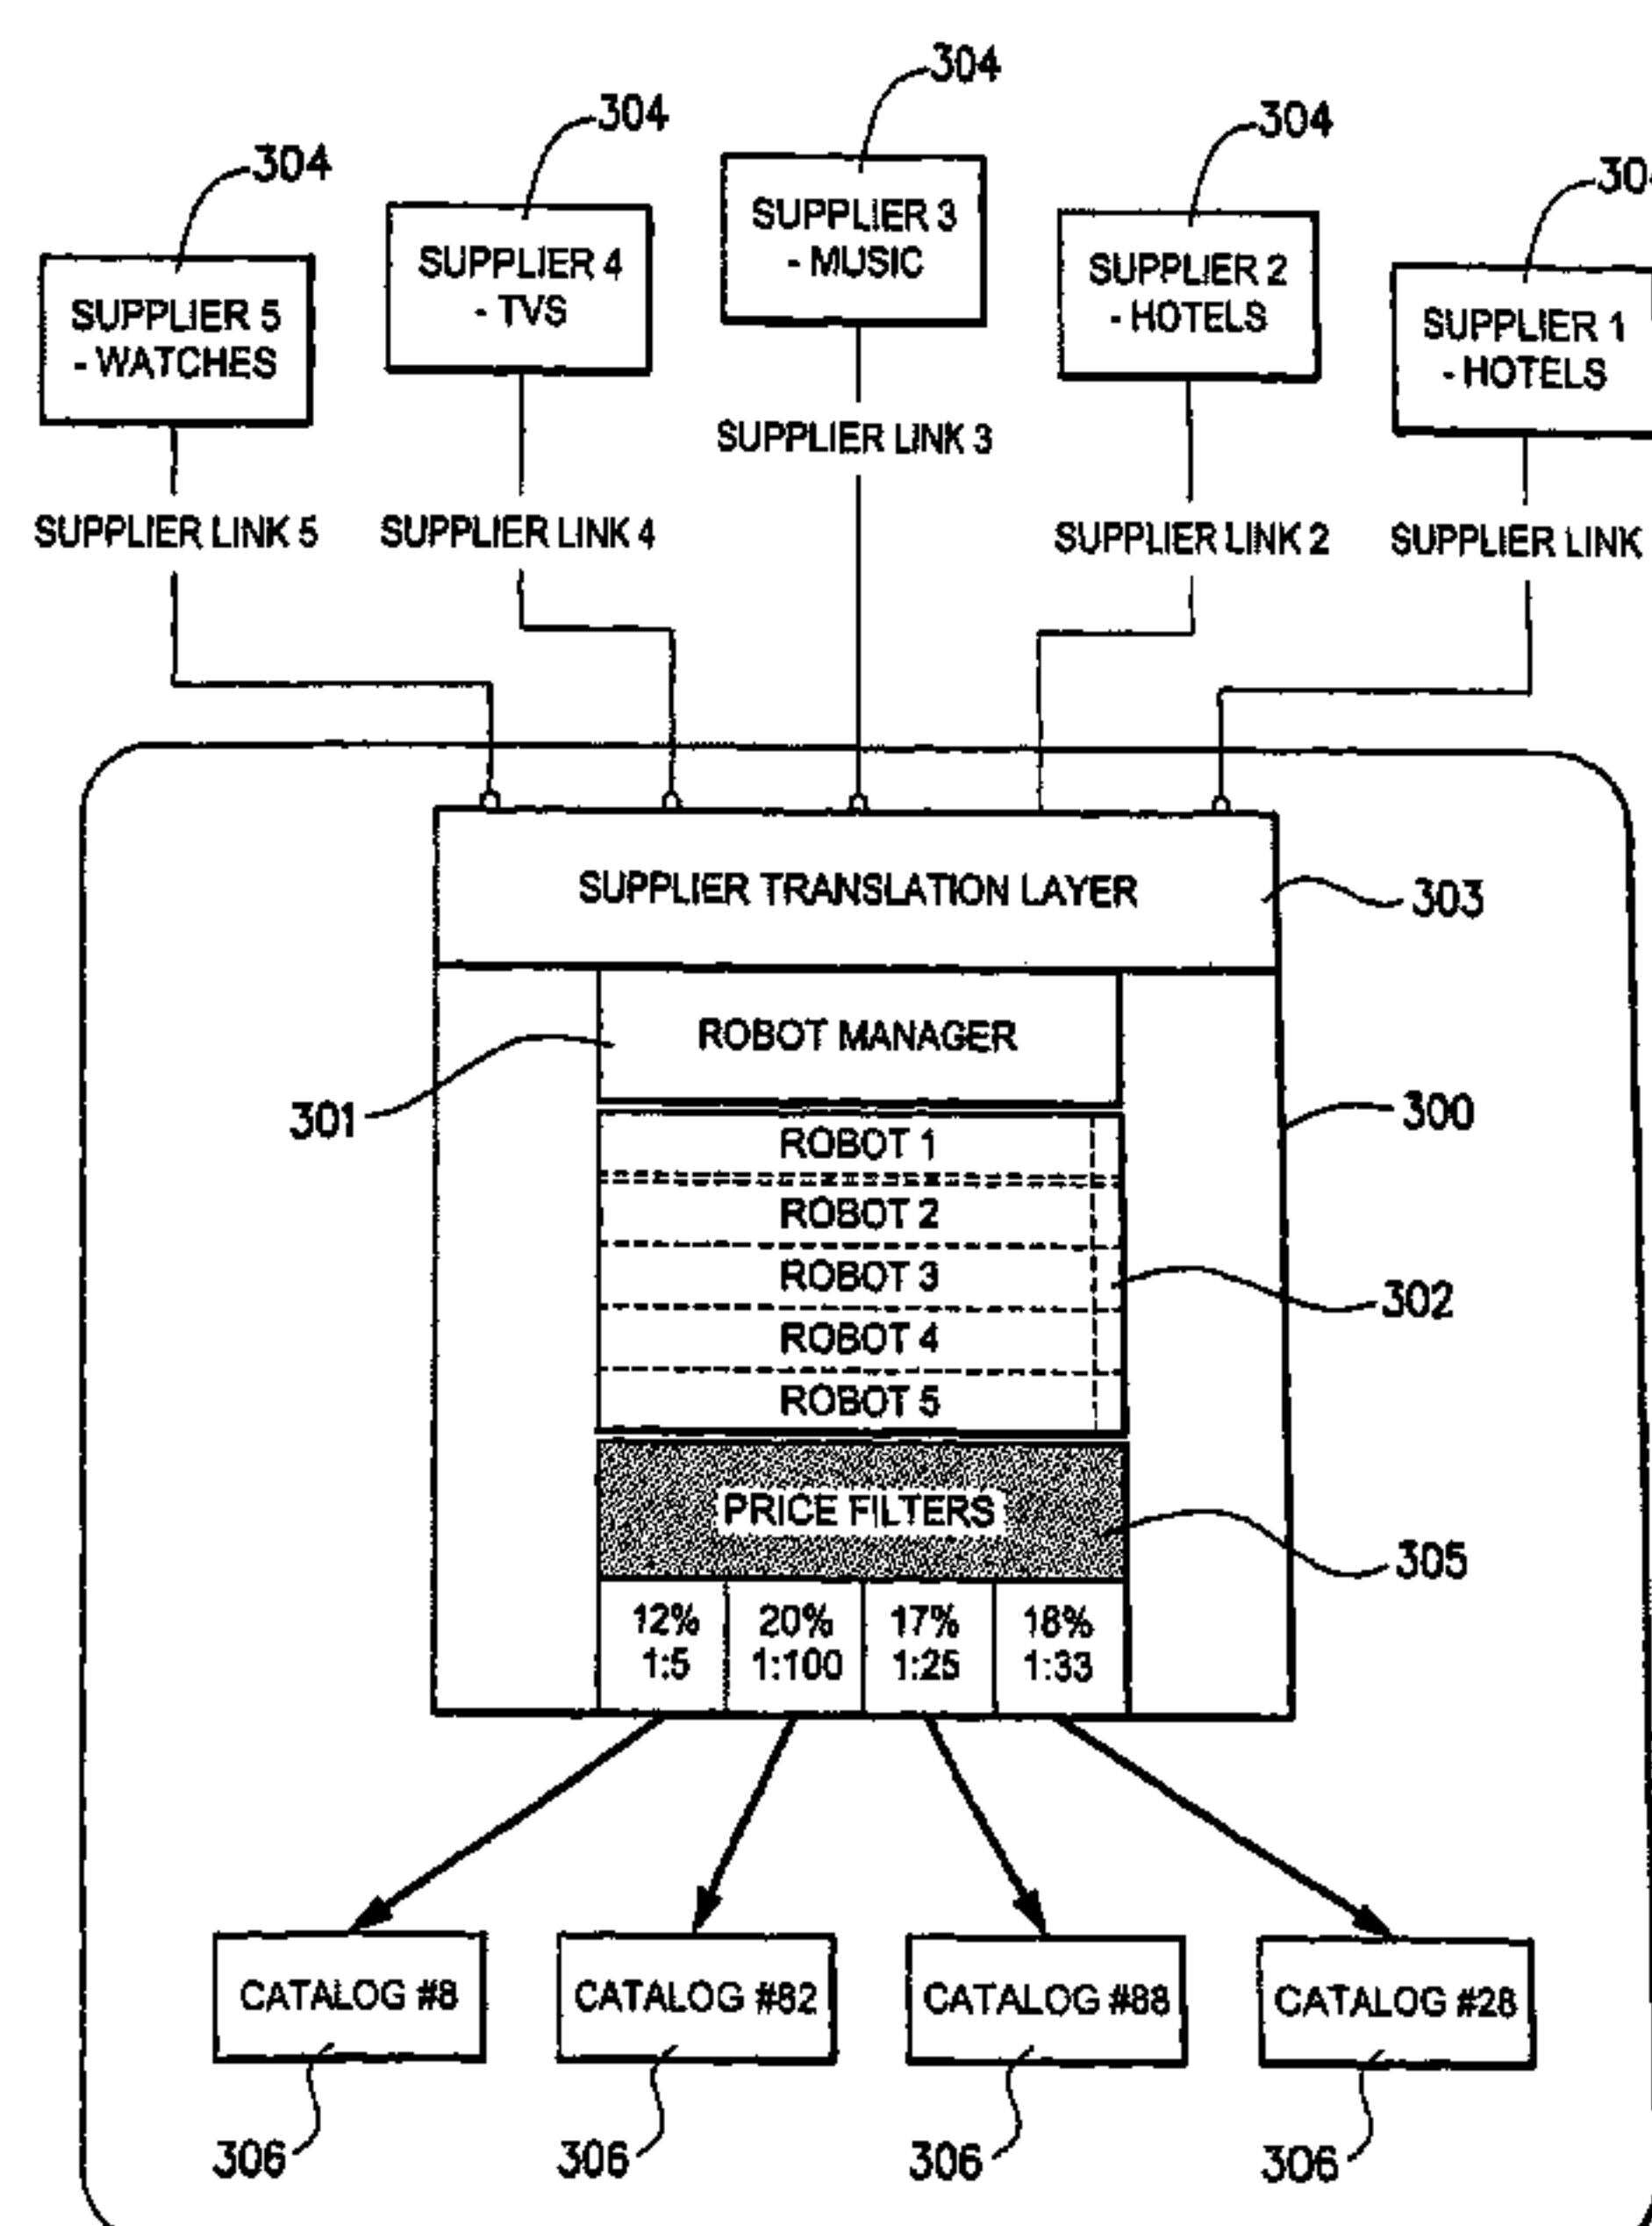 304
304
304
304
30
SUPPLIER 5
- WATCHES
SUPPLIER 4
- TVS
SUPPLIER 3
- MUSIC
SUPPLIER 2
- HOTELS
SUPPLIER 1
- HOTELS
SUPPLIER LINK 5
SUPPLIER LINK 4
SUPPLIER LINK 3
SUPPLIER LINK 2
SUPPLIER LINK
SUPPLIER TRANSLATION LAYER
303
ROBOT MANAGER
301
300
ROBOT 1
ROBOT 2
ROBOT 3
302
ROBOT 4
ROBOT 5
PRICE FILTERS
305
12%
1:5
20%
1:100
17%
1:25
18%
1:33
CATALOG #8
CATALOG #82
CATALOG #88
CATALOG #28
306
306
306
306